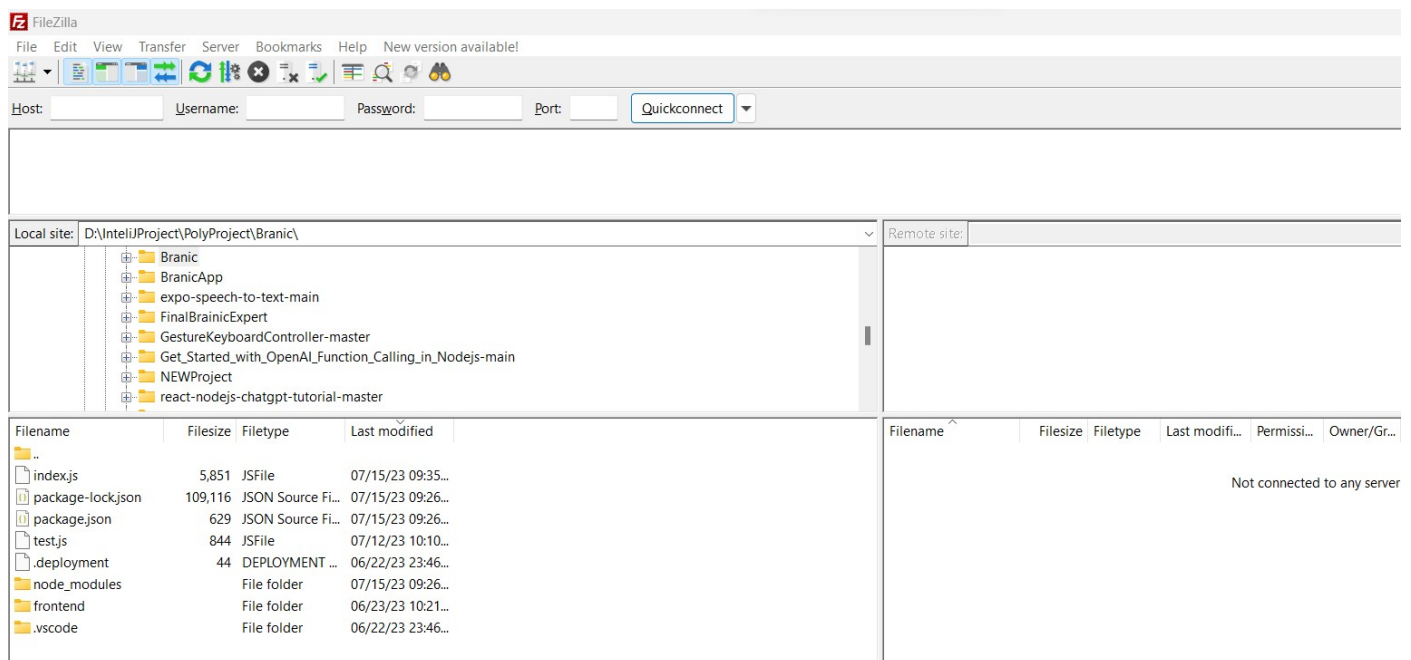 FileZilla
File Edit View Transfer Server Bookmarks Help New version available!
Host: Username: Password: Port: Quickconnect
Local site: D:\InteliJProject\PolyProject\Branic\
Remote site:
Branic
BranicApp
expo-speech-to-text-main
FinalBrainicExpert
GestureKeyboardController-master
Get_Started_with_OpenAI_Function_Calling_in_Nodejs-main
NEWProject
react-nodejs-chatgpt-tutorial-master
Filename Filesize Filetype Last modified
..
index.js 5,851 JSFile 07/15/23 09:35...
package-lock.json 109,116 JSON Source Fi... 07/15/23 09:26...
package.json 629 JSON Source Fi... 07/15/23 09:26...
test.js 844 JSFile 07/12/23 10:10...
.deployment 44 DEPLOYMENT ... 06/22/23 23:46...
node_modules File folder 07/15/23 09:26...
frontend File folder 06/23/23 10:21...
.vscode File folder 06/22/23 23:46...
Filename Filesize Filetype Last modifi... Permissi... Owner/Gr...
Not connected to any server